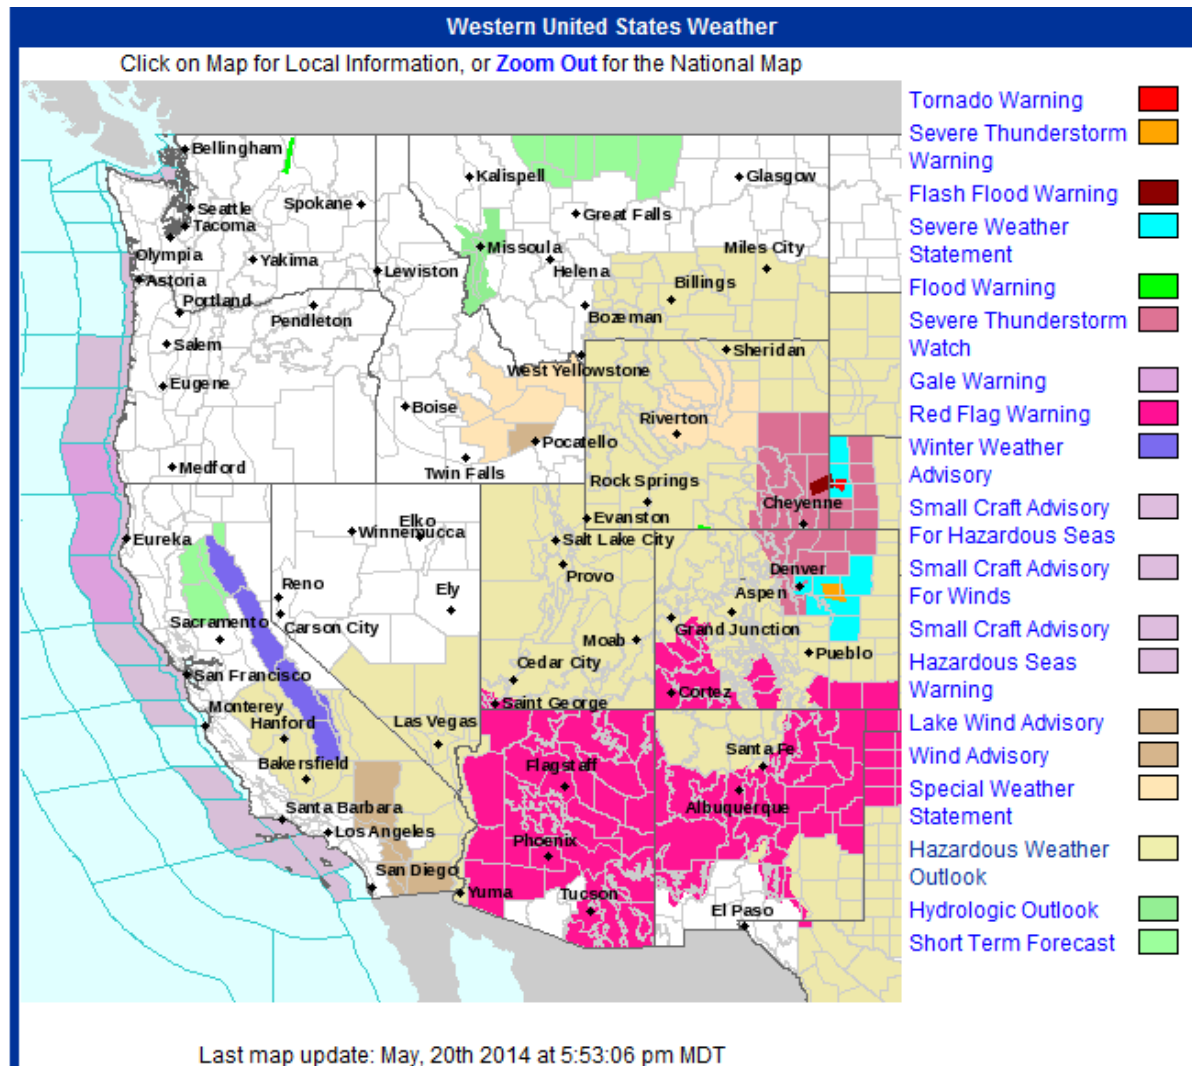 Western United States Weather
Click on Map for Local Information, or Zoom Out for the National Map
Tornado Warning
Severe Thunderstorm
Warning
Flash Flood Warning
Severe Weather
Statement
Flood Warning
Severe Thunderstorm
Watch
Gale Warning
Red Flag Warning
Winter Weather
Advisory
Small Craft Advisory
For Hazardous Seas
Small Craft Advisory
For Winds
Small Craft Advisory
Hazardous Seas
Warning
Lake Wind Advisory
Wind Advisory
Special Weather
Statement
Hazardous Weather
Outlook
Hydrologic Outlook
Short Term Forecast
Bellingham
Kalispell
Glasgow
Seattle
Spokane
Great Falls
Tacoma
Olympia
Missoula
Miles City
Yakima
Helena
Lewiston
Astoria
Billings
Portland
Pendleton
Bozeman
Salem
Sheridan
West Yellowstone
Eugene
Boise
Riverton
Pocatello
Medford
Twin Falls
Rock Springs
Cheyenne
Evanston
Elko
Winnemucca
Eureka
Salt Lake City
Provo
Denver
Reno
Ely
Aspen
Sacramento
Carson City
Grand Junction
Moab
Pueblo
Cedar City
San Francisco
Cortez
Saint George
Monterey
Hanford
Las Vegas
Santa Fe
Bakersfield
Flagstaff
Albuquerque
Santa Barbara
Los Angeles
Phoenix
San Diego
Yuma
Tucson
El Paso
Last map update: May, 20th 2014 at 5:53:06 pm MDT